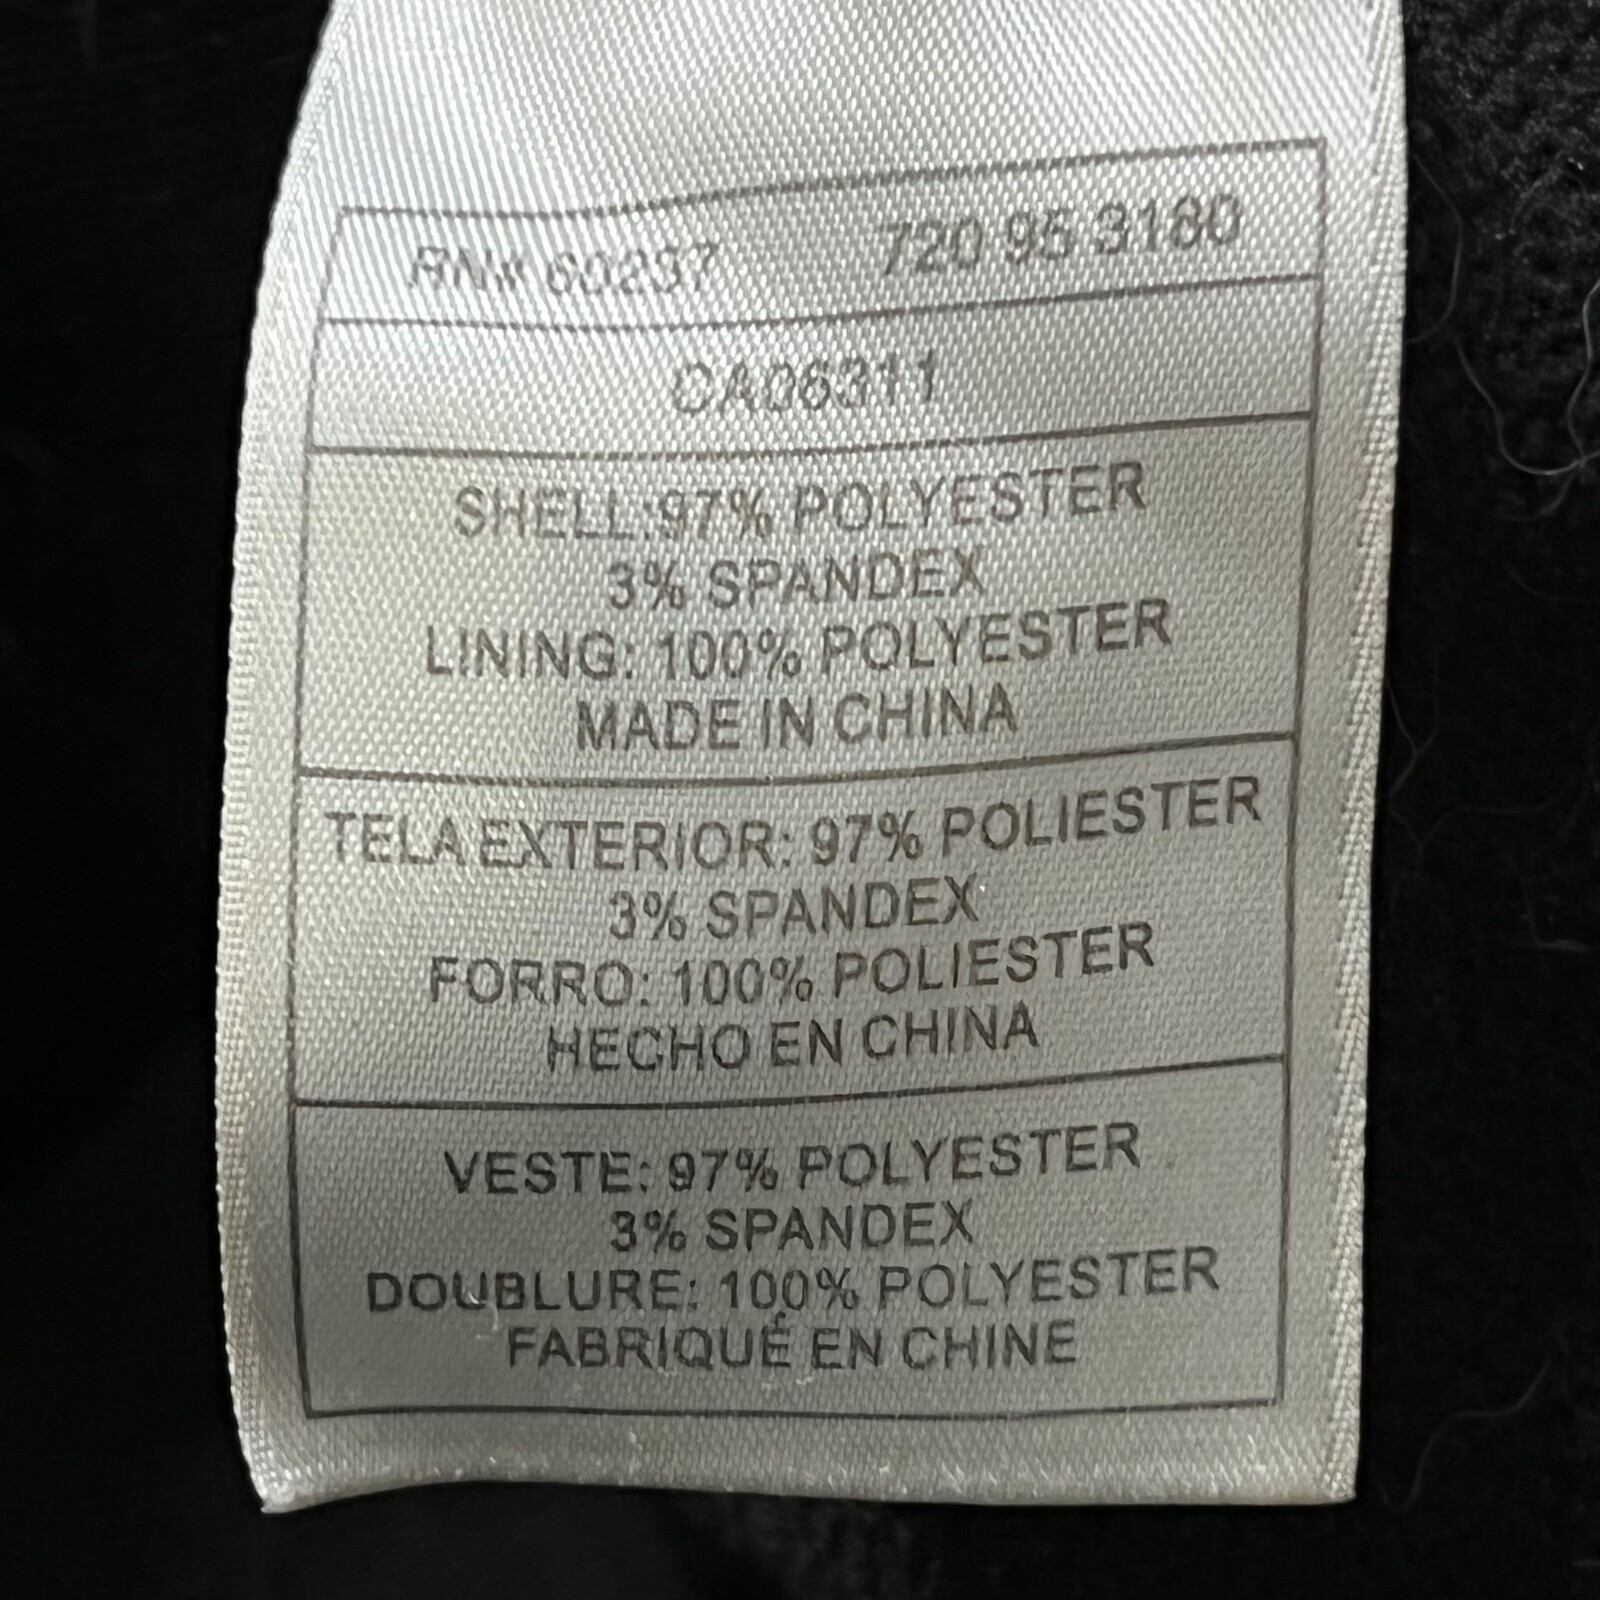 RN# 60237 720 95 3180
CA06311
SHELL:97% POLYESTER
3% SPANDEX
LINING: 100% POLYESTER
MADE IN CHINA
TELA EXTERIOR: 97% POLIESTER
3% SPANDEX
FORRO: 100% POLIESTER
HECHO EN CHINA
VESTE: 97% POLYESTER
3% SPANDEX
DOUBLURE: 100% POLYESTER
FABRIQUÉ EN CHINE